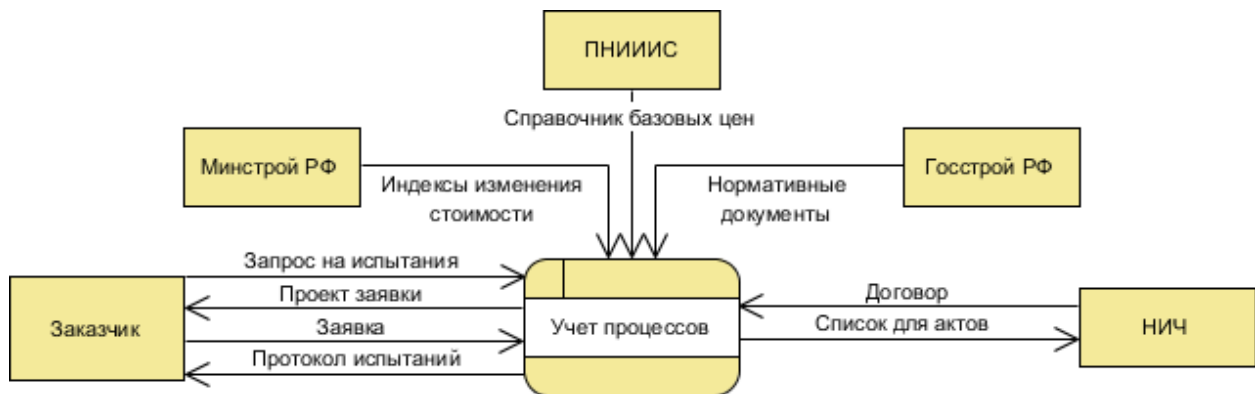 ПНИИИС
Справочник базовых цен
Минстрой РФ
Госстрой РФ
Индексы изменения
стоимости
Нормативные
документы
Запрос на испытания
Проект заявки
Заказчик
Заявка
Протокол испытаний
Учет процессов
Договор
Список для актов
НИЧ